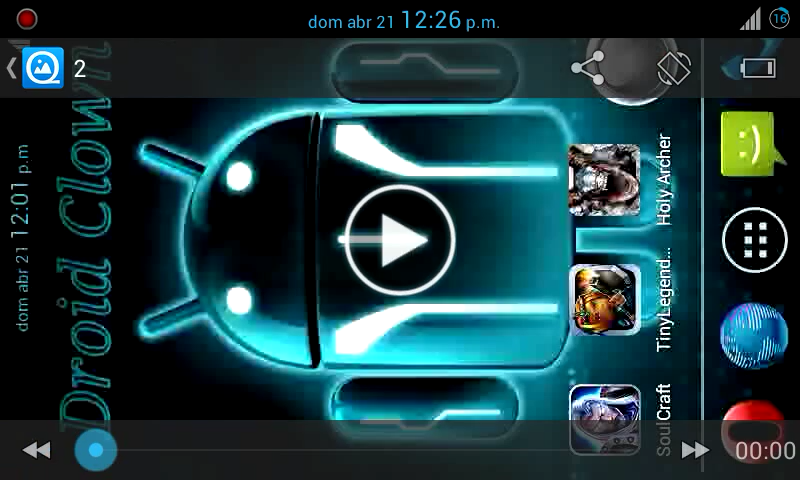 dom abr 21 12:26 p.m.
16
2
dom abr 21 12:01 p.m
Droid Clown
Holy Archer
TinyLegend...
SoulCraft
00:00